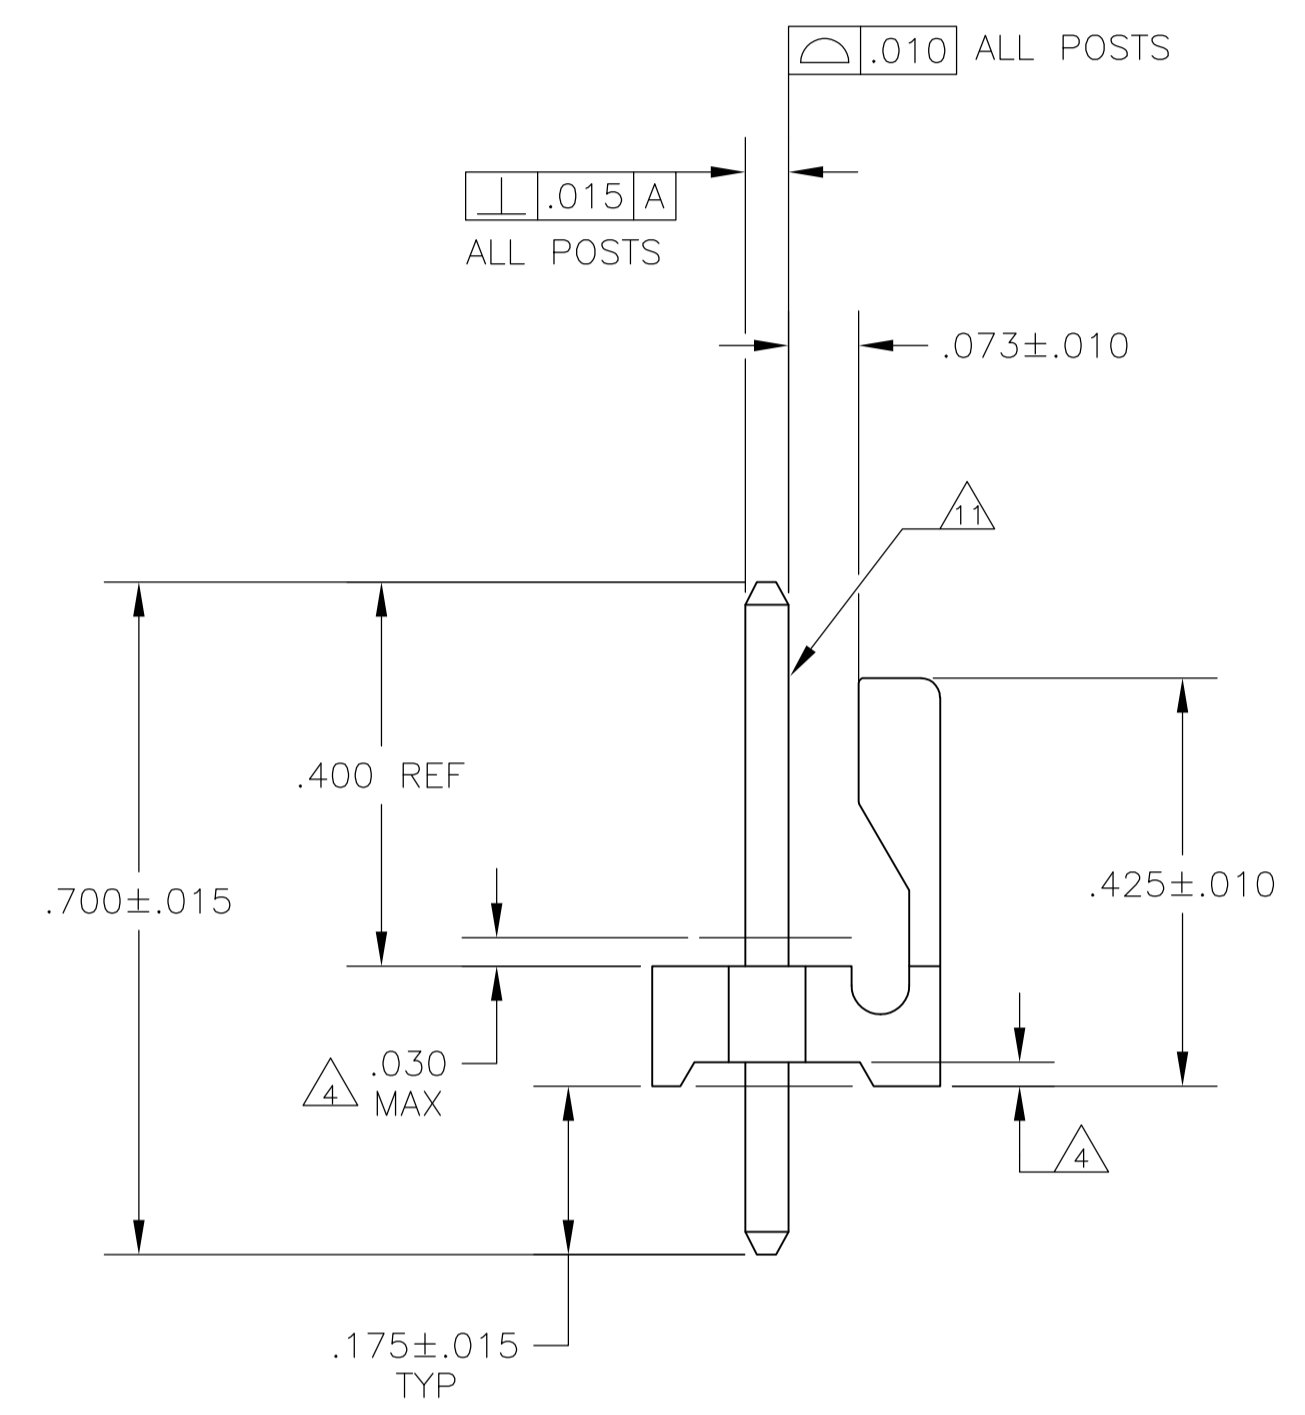 .010 ALL POSTS
.015 A
ALL POSTS
.073±.010
11
.400 REF
.425±.010
.700±.015
4 .030
MAX
4
.175±.015
TYP